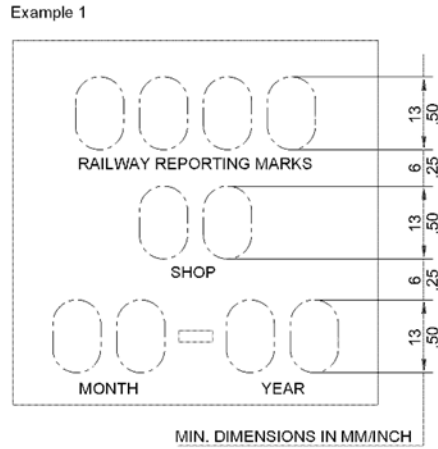 Example 1
13
.50
RAILWAY REPORTING MARKS
6
.25
13
.50
SHOP
6
.25
13
.50
MONTH YEAR
MIN. DIMENSIONS IN MM/INCH